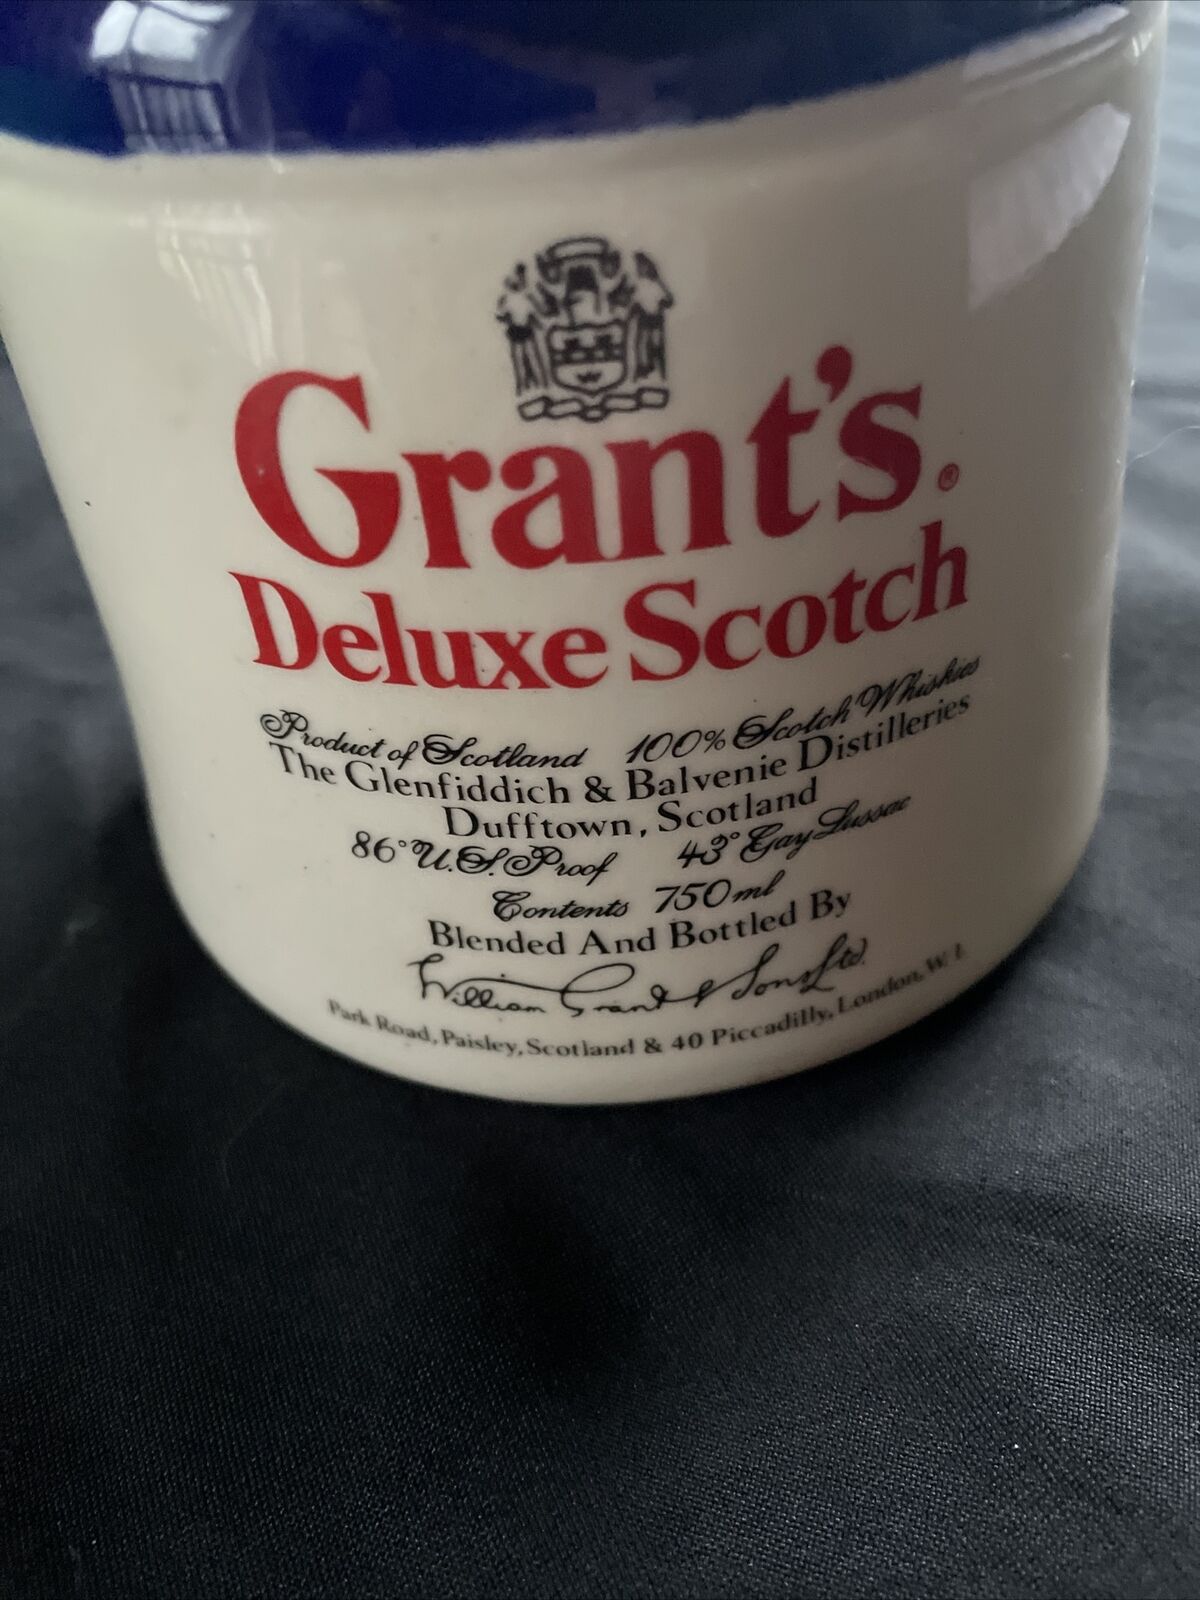 Grant's®
Deluxe Scotch
Product of Scotland 100% Scotch Whiskies
The Glenfiddich & Balvenie Distilleries
Dufftown, Scotland
86° U.S. Proof 43° Gay Lussac
Contents 750ml
Blended And Bottled By
William Grant & Sons Ltd.
Park Road, Paisley, Scotland & 40 Piccadilly, London, W.1.